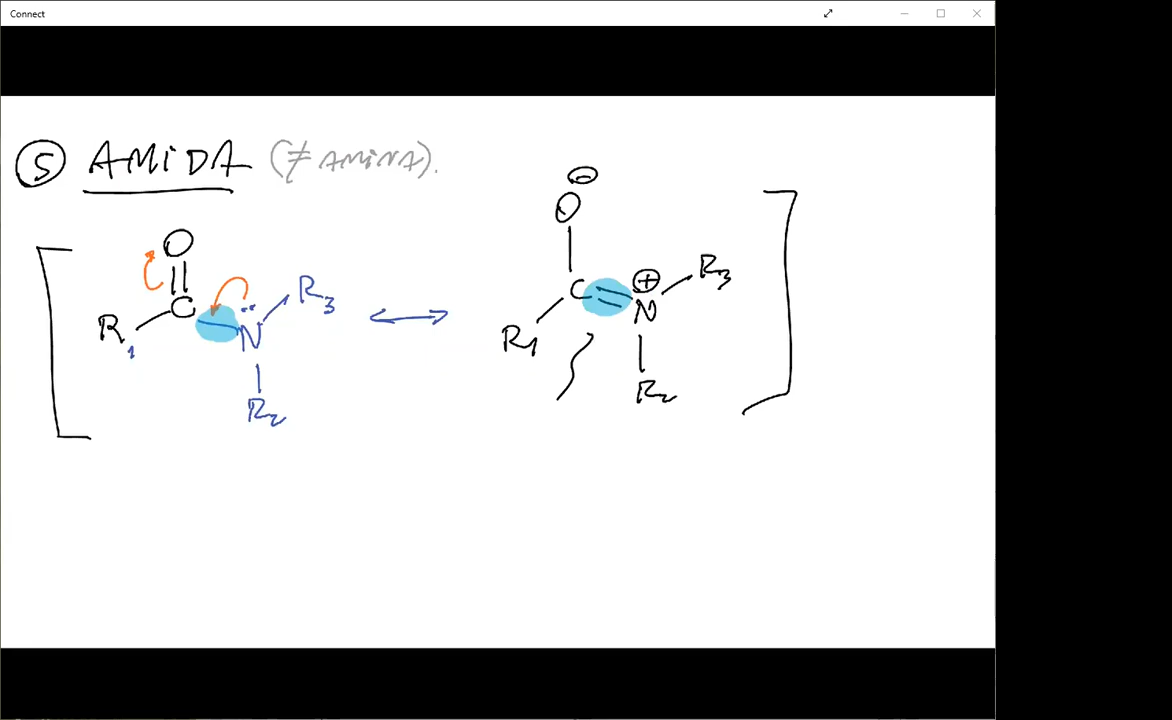 Connect
5 AMiDA (≠ AMiNA).
O O ⊖
R1 C N R3 R2
R1 C N ⊕ R3 R2